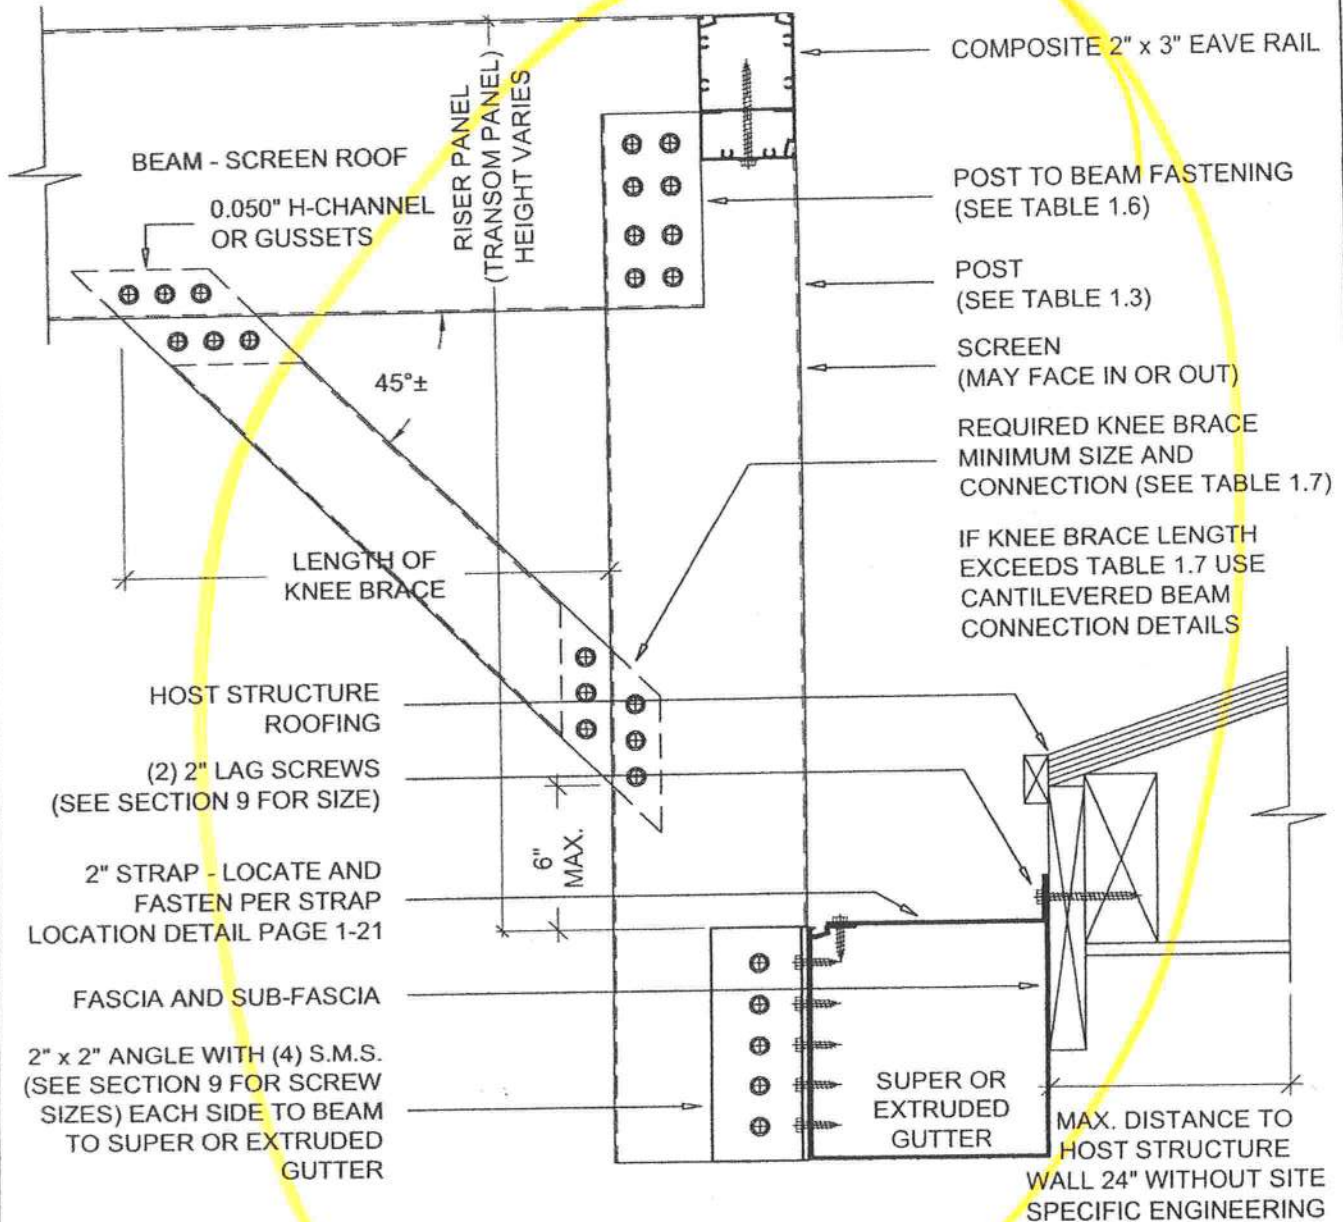 COMPOSITE 2" x 3" EAVE RAIL
RISER PANEL
(TRANSOM PANEL)
HEIGHT VARIES
BEAM - SCREEN ROOF
0.050" H-CHANNEL
OR GUSSETS
POST TO BEAM FASTENING
(SEE TABLE 1.6)
POST
(SEE TABLE 1.3)
SCREEN
(MAY FACE IN OR OUT)
45°±
REQUIRED KNEE BRACE
MINIMUM SIZE AND
CONNECTION (SEE TABLE 1.7)
IF KNEE BRACE LENGTH
EXCEEDS TABLE 1.7 USE
CANTILEVERED BEAM
CONNECTION DETAILS
LENGTH OF
KNEE BRACE
HOST STRUCTURE
ROOFING
(2) 2" LAG SCREWS
(SEE SECTION 9 FOR SIZE)
6"
MAX.
2" STRAP - LOCATE AND
FASTEN PER STRAP
LOCATION DETAIL PAGE 1-21
FASCIA AND SUB-FASCIA
2" x 2" ANGLE WITH (4) S.M.S.
(SEE SECTION 9 FOR SCREW
SIZES) EACH SIDE TO BEAM
TO SUPER OR EXTRUDED
GUTTER
SUPER OR
EXTRUDED
GUTTER
MAX. DISTANCE TO
HOST STRUCTURE
WALL 24" WITHOUT SITE
SPECIFIC ENGINEERING